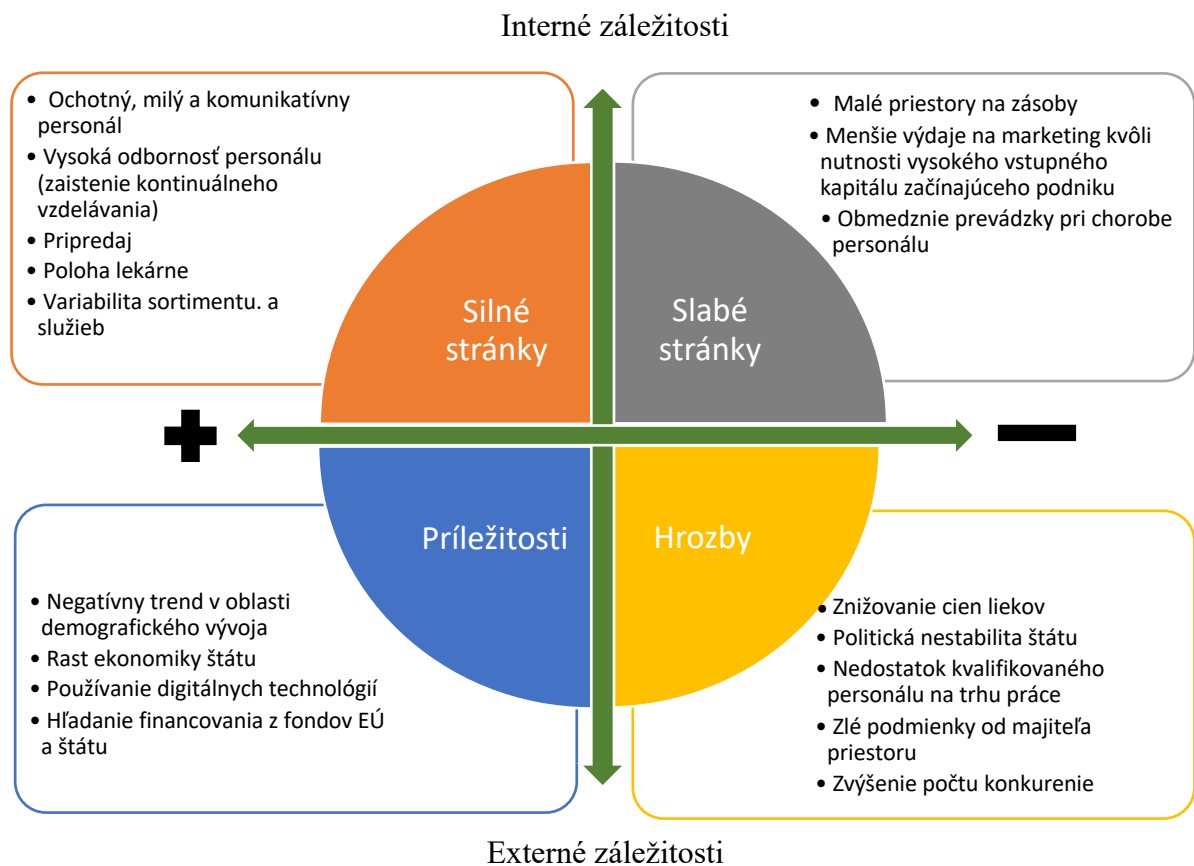 Interné záležitosti
• Ochotný, milý a komunikatívny
personál
• Vysoká odbornosť personálu
(zaistenie kontinuálneho
vzdelávania)
• Pripredaj
• Poloha lekárne
• Variabilita sortimentu. a
služieb
• Malé priestory na zásoby
• Menšie výdaje na marketing kvôli
nutnosti vysokého vstupného
kapitálu začínajúceho podniku
• Obmedznie prevádzky pri chorobe
personálu
Silné
stránky
Slabé
stránky
Príležitosti
Hrozby
• Negatívny trend v oblasti
demografického vývoja
• Rast ekonomiky štátu
• Používanie digitálnych technológií
• Hľadanie financovania z fondov EÚ
a štátu
• Znižovanie cien liekov
• Politická nestabilita štátu
• Nedostatok kvalifikovaného
personálu na trhu práce
• Zlé podmienky od majiteľa
priestoru
• Zvýšenie počtu konkurenie
Externé záležitosti